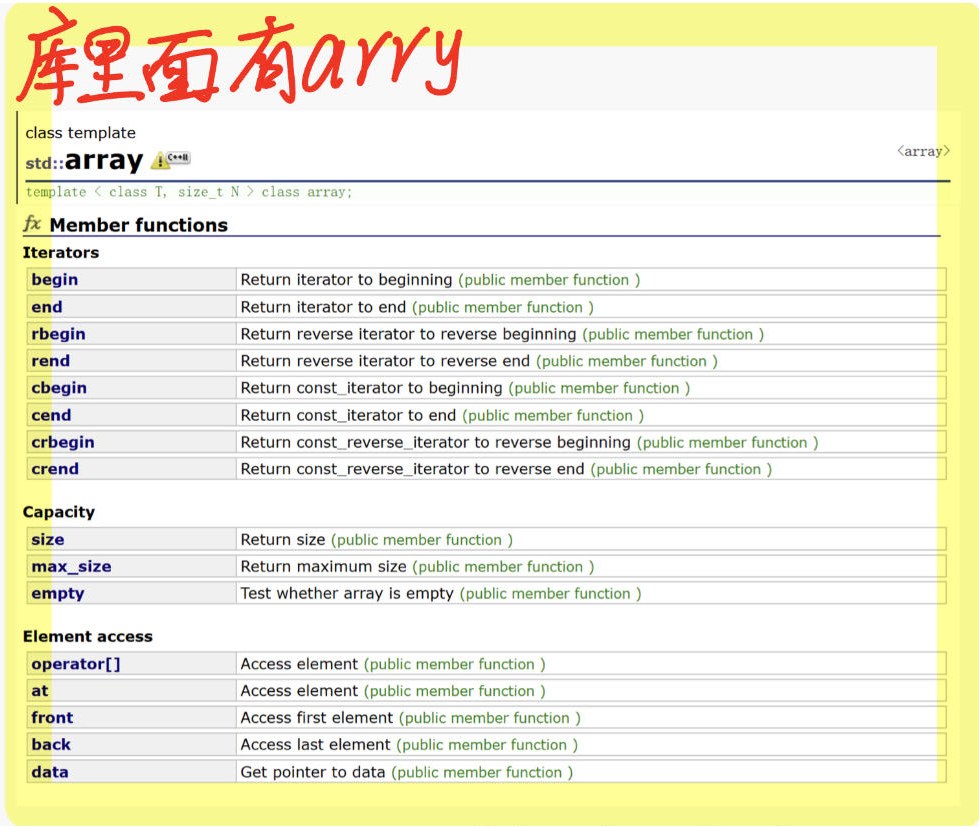 库里面有arry
class template
std::array C++11
<array>
template < class T, size_t N > class array;
fx Member functions
Iterators
begin Return iterator to beginning (public member function )
end Return iterator to end (public member function )
rbegin Return reverse iterator to reverse beginning (public member function )
rend Return reverse iterator to reverse end (public member function )
cbegin Return const_iterator to beginning (public member function )
cend Return const_iterator to end (public member function )
crbegin Return const_reverse_iterator to reverse beginning (public member function )
crend Return const_reverse_iterator to reverse end (public member function )
Capacity
size Return size (public member function )
max_size Return maximum size (public member function )
empty Test whether array is empty (public member function )
Element access
operator[] Access element (public member function )
at Access element (public member function )
front Access first element (public member function )
back Access last element (public member function )
data Get pointer to data (public member function )